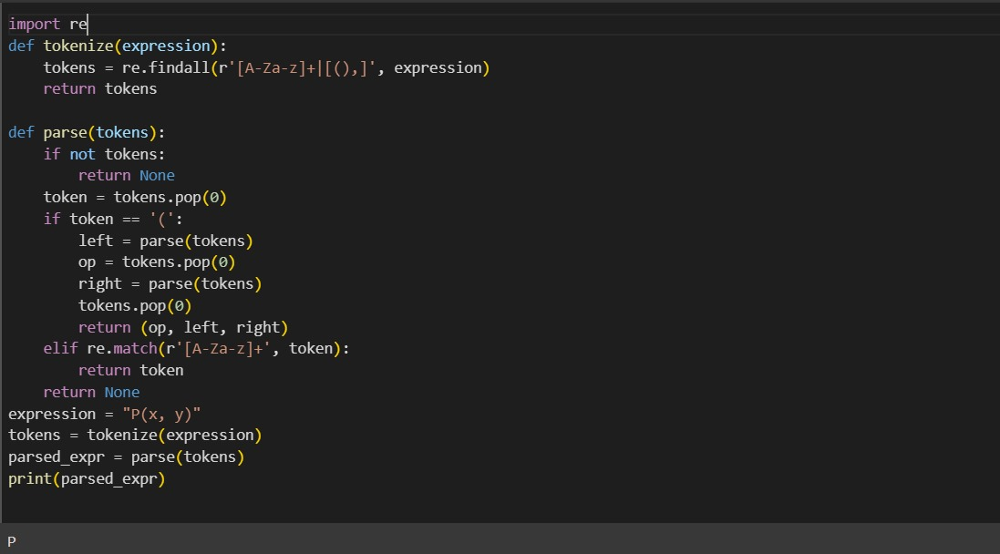 import re
def tokenize(expression):
    tokens = re.findall(r'[A-Za-z]+|[(),]', expression)
    return tokens

def parse(tokens):
    if not tokens:
        return None
    token = tokens.pop(0)
    if token == '(':
        left = parse(tokens)
        op = tokens.pop(0)
        right = parse(tokens)
        tokens.pop(0)
        return (op, left, right)
    elif re.match(r'[A-Za-z]+', token):
        return token
    return None
expression = "P(x, y)"
tokens = tokenize(expression)
parsed_expr = parse(tokens)
print(parsed_expr)
P